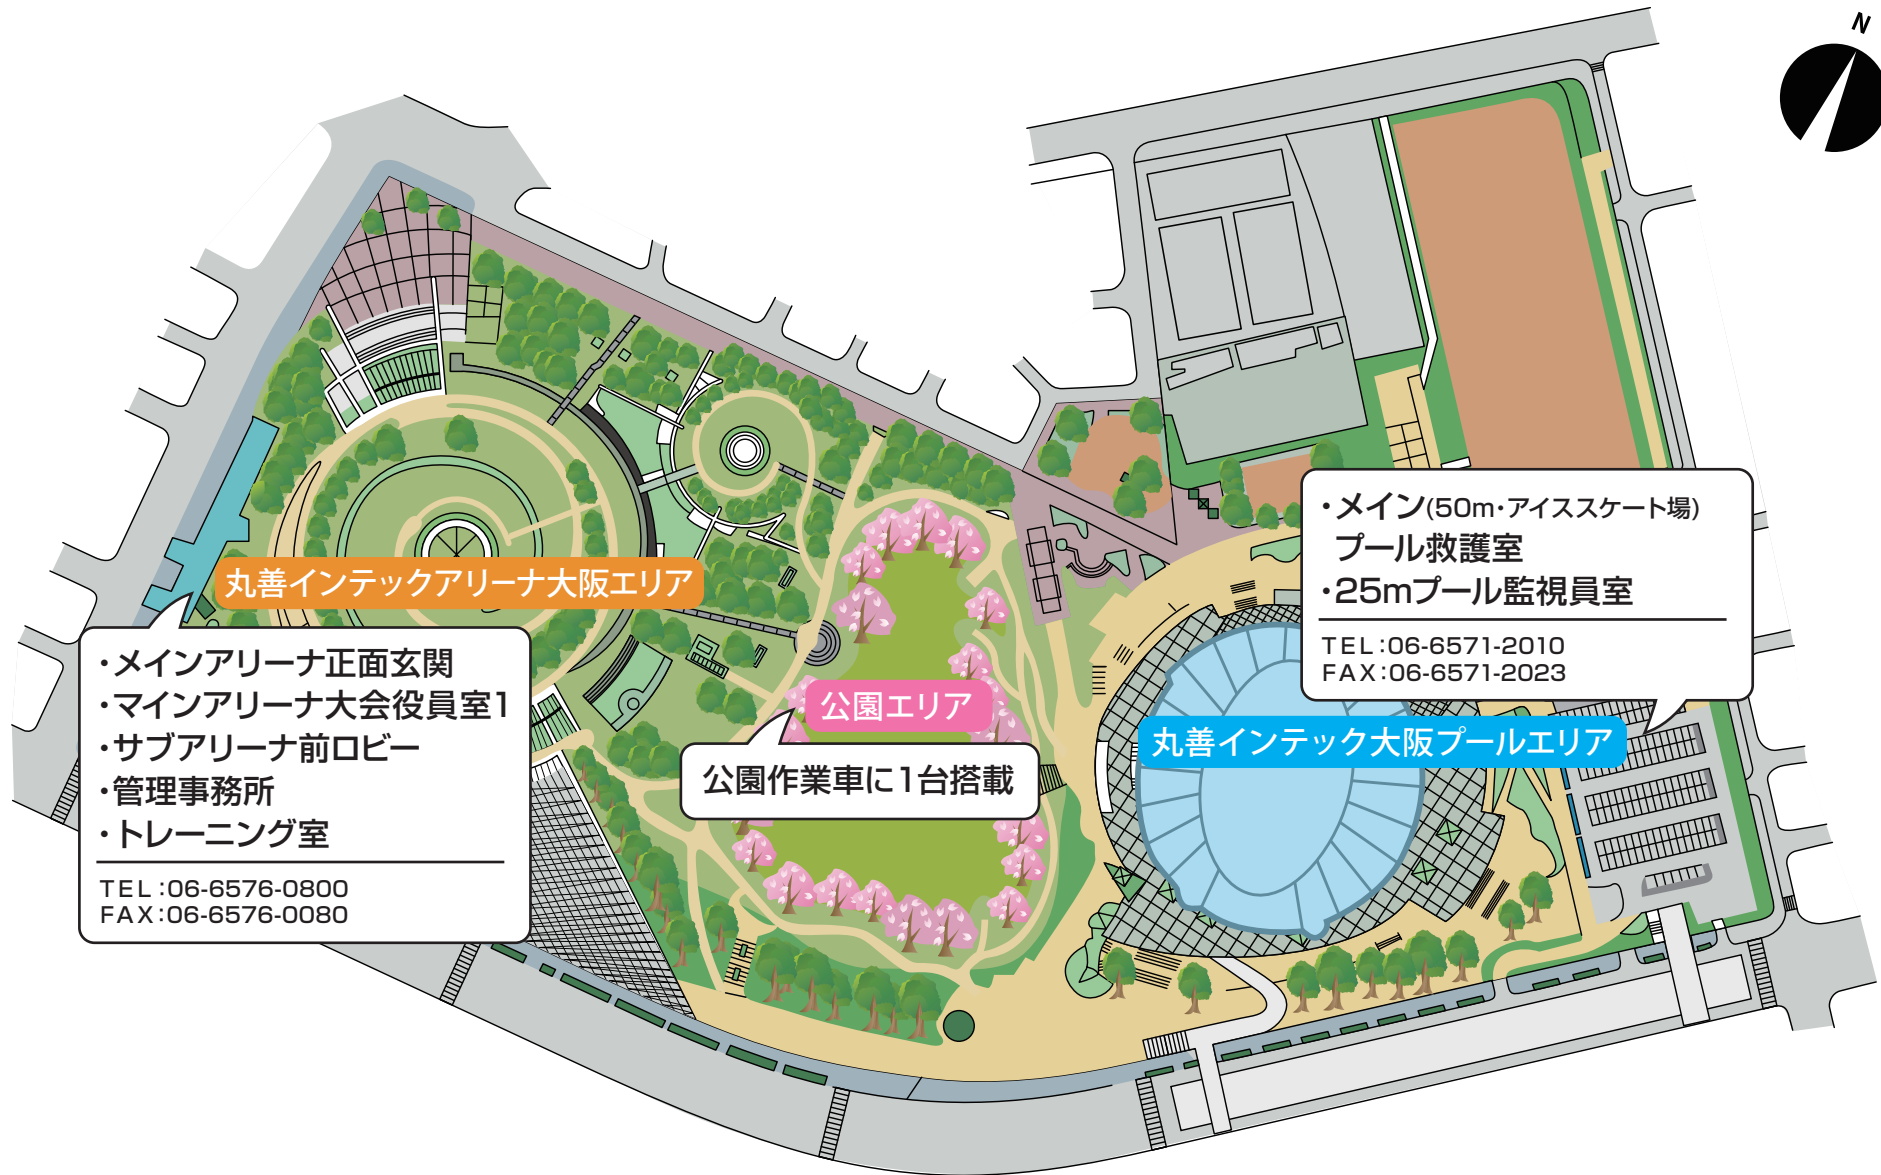 N
丸善インテックアリーナ大阪エリア
・メインアリーナ正面玄関
・マインアリーナ大会役員室1
・サブアリーナ前ロビー
・管理事務所
・トレーニング室
TEL:06-6576-0800
FAX:06-6576-0080
公園エリア
公園作業車に1台搭載
・メイン(50m・アイススケート場)
プール救護室
・25mプール監視員室
TEL:06-6571-2010
FAX:06-6571-2023
丸善インテック大阪プールエリア